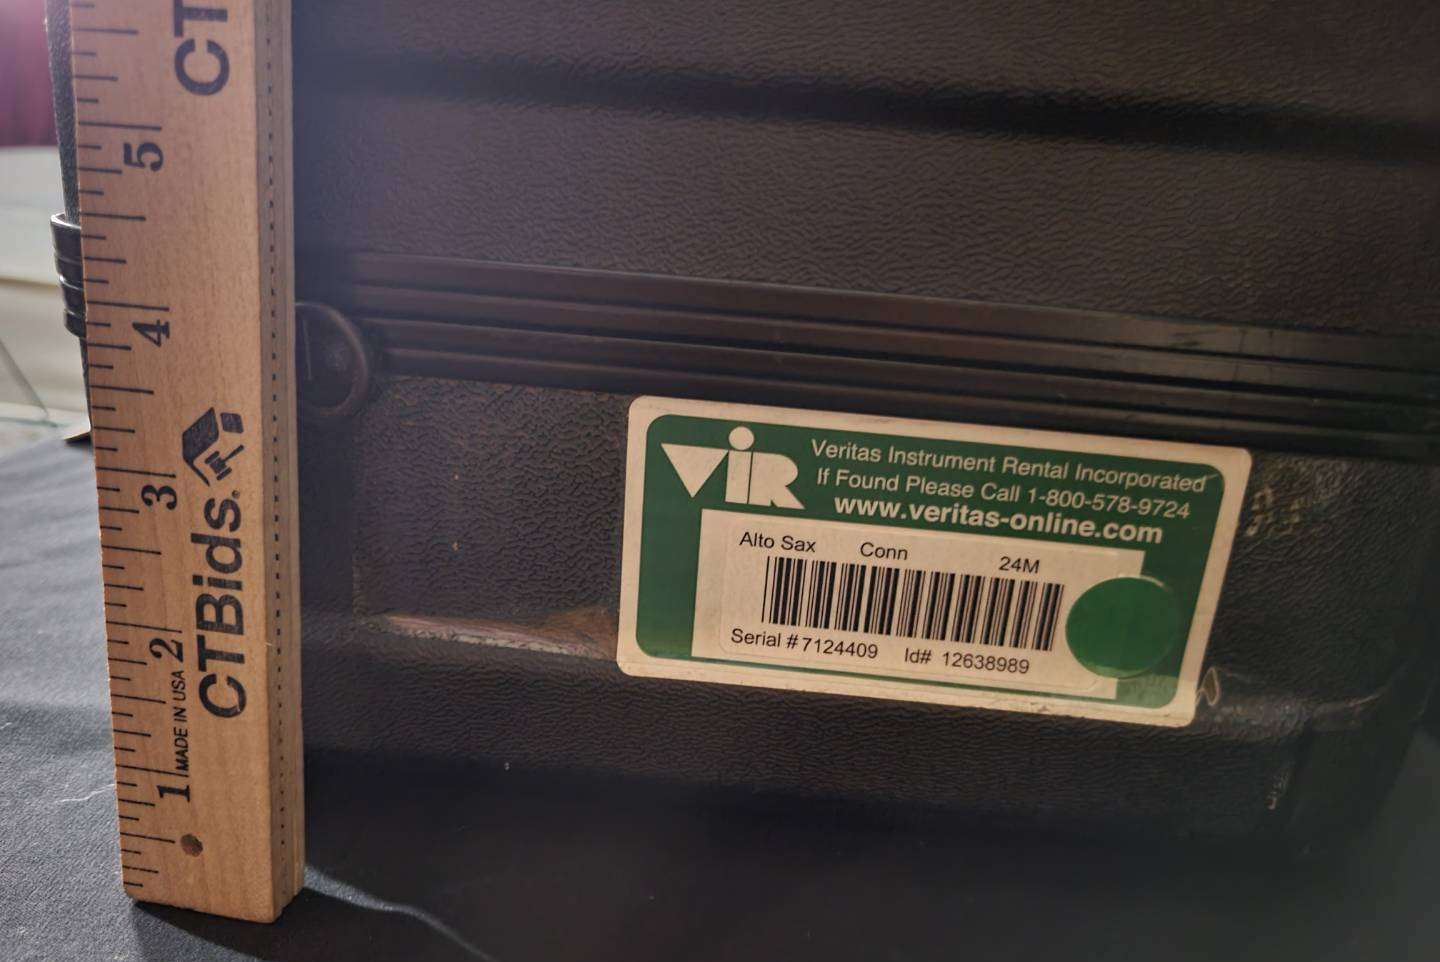 CT
5
4
3
2
1
CTBids.
MADE IN USA
ViR
Veritas Instrument Rental Incorporated
If Found Please Call 1-800-578-9724
www.veritas-online.com
Alto Sax Conn 24M
Serial # 7124409 Id# 12638989